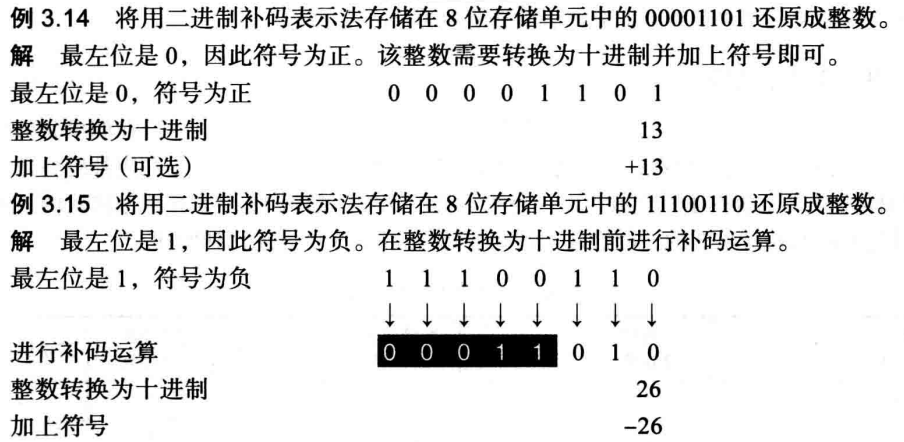 例 3.14 将用二进制补码表示法存储在 8 位存储单元中的 00001101 还原成整数。
解 最左位是 0，因此符号为正。该整数需要转换为十进制并加上符号即可。
最左位是 0，符号为正 0 0 0 0 1 1 0 1
整数转换为十进制 13
加上符号（可选） +13
例 3.15 将用二进制补码表示法存储在 8 位存储单元中的 11100110 还原成整数。
解 最左位是 1，因此符号为负。在整数转换为十进制前进行补码运算。
最左位是 1，符号为负 1 1 1 0 0 1 1 0
↓ ↓ ↓ ↓ ↓ ↓ ↓ ↓
进行补码运算 0 0 0 1 1 0 1 0
整数转换为十进制 26
加上符号 –26